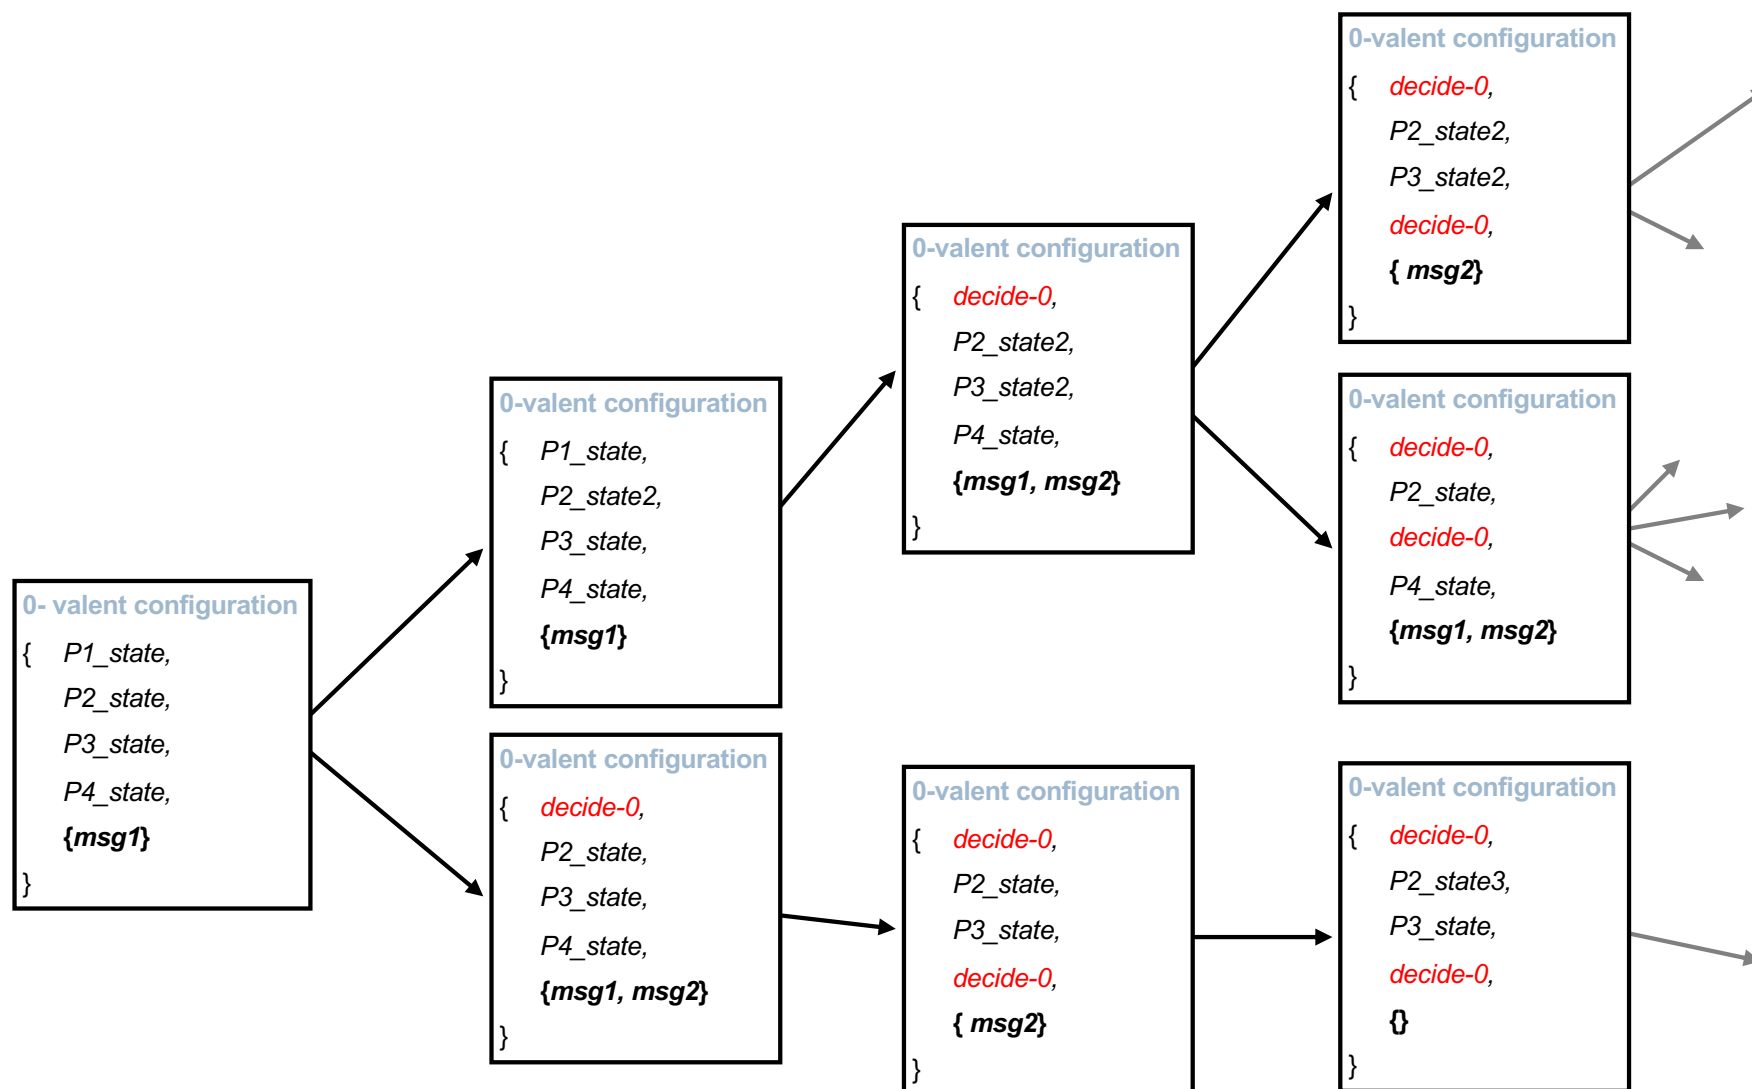 0- valent configuration
{ P1_state,
P2_state,
P3_state,
P4_state,
{msg1}
}
0-valent configuration
{ P1_state,
P2_state2,
P3_state,
P4_state,
{msg1}
}
0-valent configuration
{ decide-0,
P2_state,
P3_state,
P4_state,
{msg1, msg2}
}
0-valent configuration
{ decide-0,
P2_state2,
P3_state2,
P4_state,
{msg1, msg2}
}
0-valent configuration
{ decide-0,
P2_state,
P3_state,
decide-0,
{ msg2}
}
0-valent configuration
{ decide-0,
P2_state2,
P3_state2,
decide-0,
{ msg2}
}
0-valent configuration
{ decide-0,
P2_state,
decide-0,
P4_state,
{msg1, msg2}
}
0-valent configuration
{ decide-0,
P2_state3,
P3_state,
decide-0,
{}
}